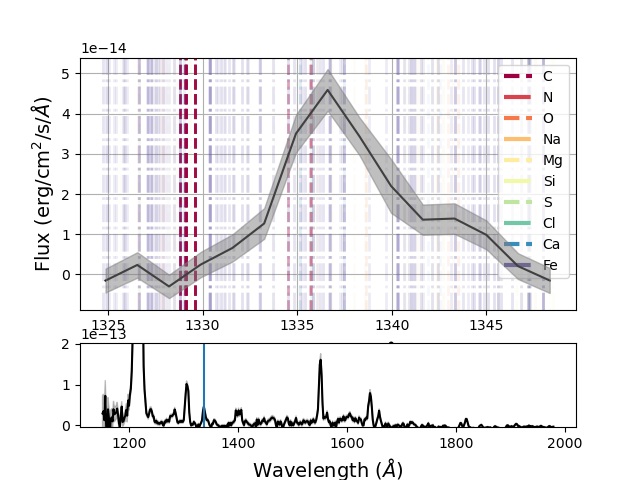 1e−14
Flux (erg/cm²/s/Å)
5
4
3
2
1
0
C
N
O
Na
Mg
Si
S
Cl
Ca
Fe
1325 1330 1335 1340 1345
1e−13
2
0
1200 1400 1600 1800 2000
Wavelength (Å)